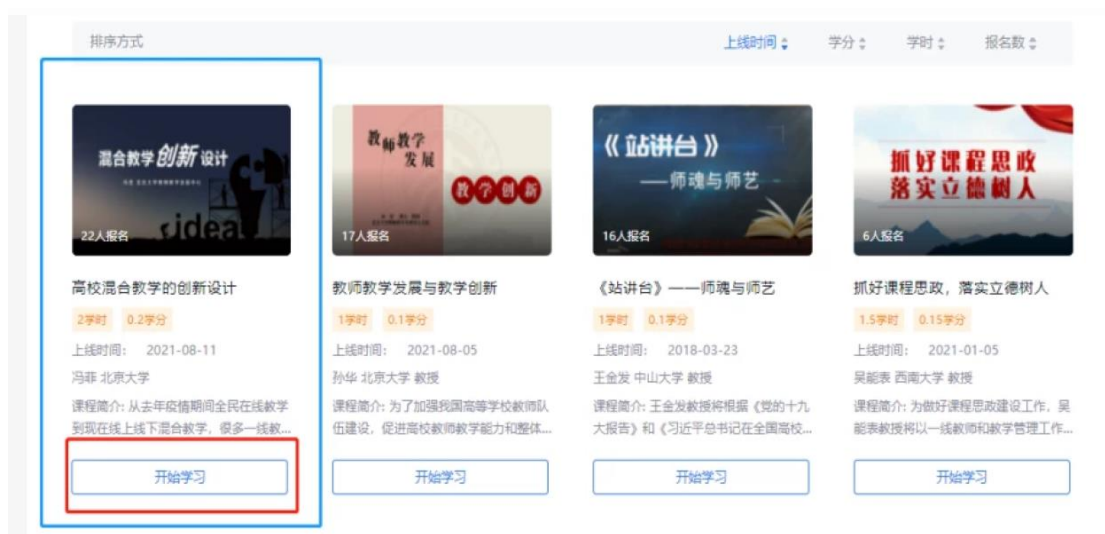 排序方式
上线时间 学分 学时 报名数
混合教学创新设计
idea
22人报名
教师教学
发展
教学创新
17人报名
《站讲台》
——师魂与师艺
16人报名
抓好课程思政
落实立德树人
6人报名
高校混合教学的创新设计
2学时 0.2学分
上线时间： 2021-08-11
冯菲 北京大学
课程简介: 从去年疫情期间全民在线教学
到现在线上线下混合教学，很多一线教...
开始学习
教师教学发展与教学创新
1学时 0.1学分
上线时间： 2021-08-05
孙华 北京大学 教授
课程简介: 为了加强我国高等学校教师队
伍建设，促进高校教师教学能力和整体...
开始学习
《站讲台》——师魂与师艺
1学时 0.1学分
上线时间： 2018-03-23
王金发 中山大学 教授
课程简介: 王金发教授将根据《党的十九
大报告》和《习近平总书记在全国高校...
开始学习
抓好课程思政，落实立德树人
1.5学时 0.15学分
上线时间： 2021-01-05
吴能表 西南大学 教授
课程简介: 为做好课程思政建设工作，吴
能表教授将以一线教师和教学管理工作...
开始学习